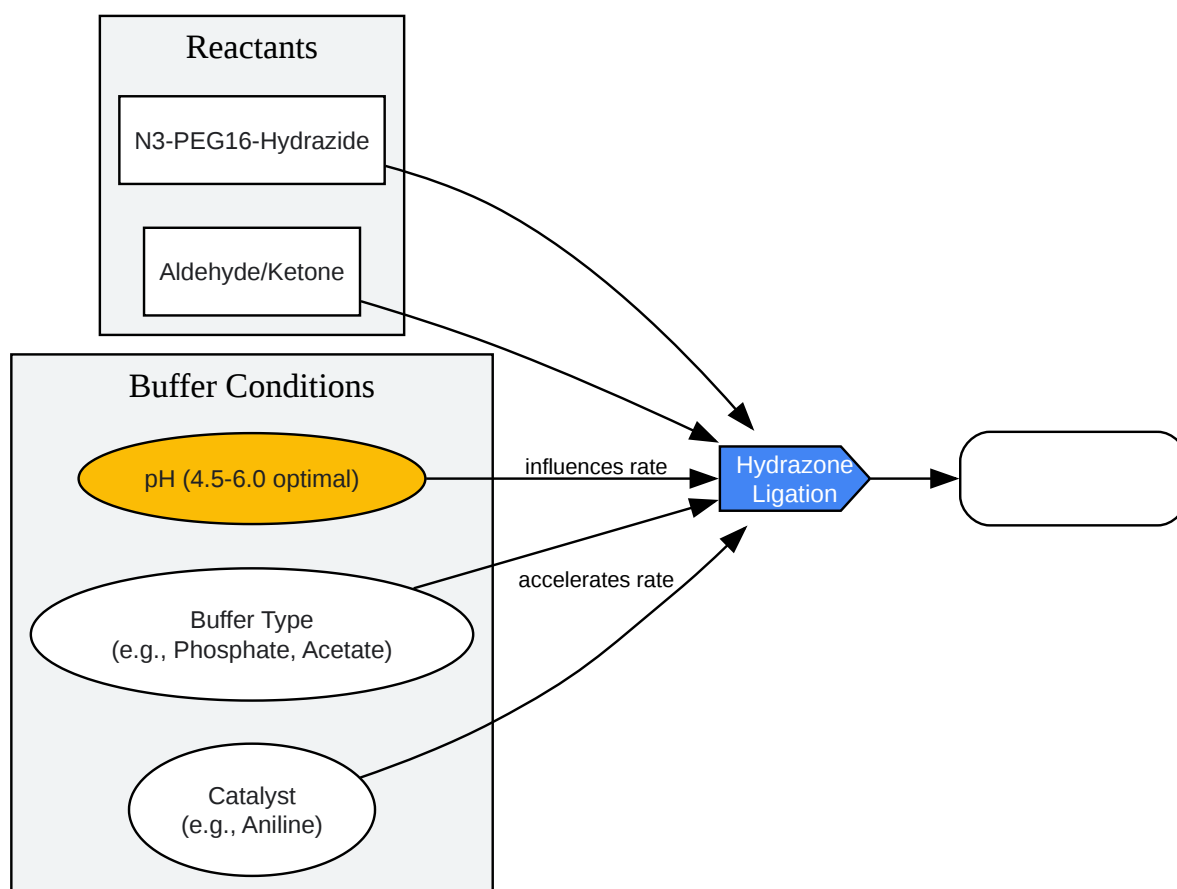 Reactants
N3-PEG16-Hydrazide
Aldehyde/Ketone
Buffer Conditions
pH (4.5-6.0 optimal)
influences rate
Hydrazone
Ligation
Buffer Type
(e.g., Phosphate, Acetate)
accelerates rate
Catalyst
(e.g., Aniline)